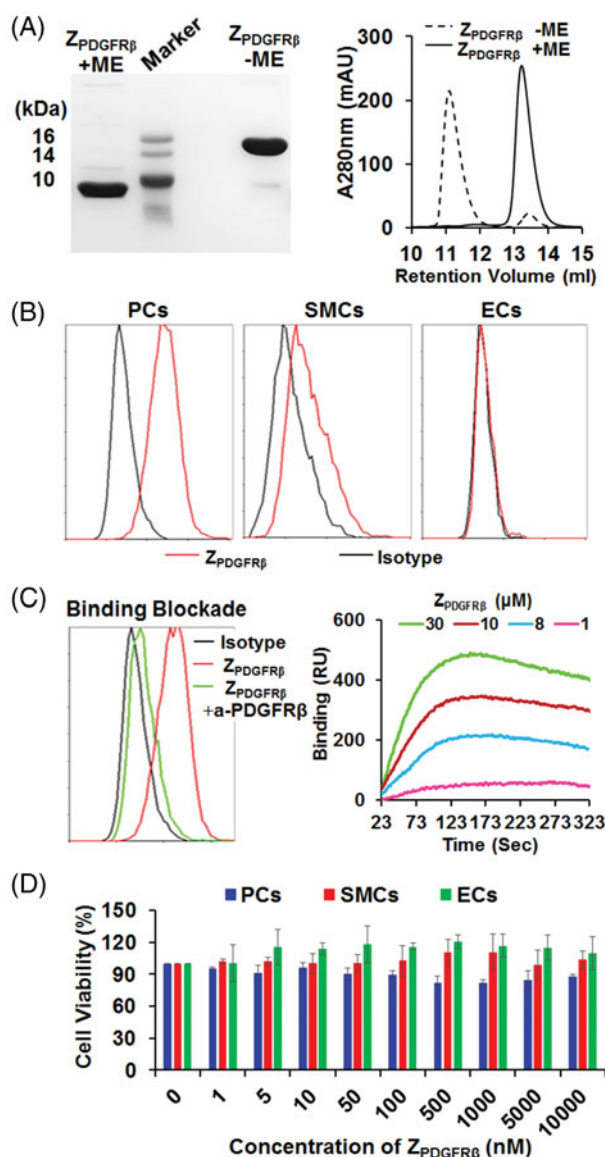 (A)
ZPDGFRβ +ME
Marker
ZPDGFRβ -ME
(kDa)
16
14
10
ZPDGFRβ -ME
ZPDGFRβ +ME
A280nm (mAU)
300
200
100
0
10 11 12 13 14 15
Retention Volume (ml)
(B)
PCs SMCs ECs
ZPDGFRβ Isotype
(C)
Binding Blockade
Isotype
ZPDGFRβ
ZPDGFRβ
+a-PDGFRβ
ZPDGFRβ (µM)
30 10 8 1
Binding (RU)
600
400
200
0
23 73 123 173 223 273 323
Time (Sec)
(D)
PCs SMCs ECs
Cell Viability (%)
150
120
90
60
30
0
0 1 5 10 50 100 500 1000 5000 10000
Concentration of ZPDGFRβ (nM)